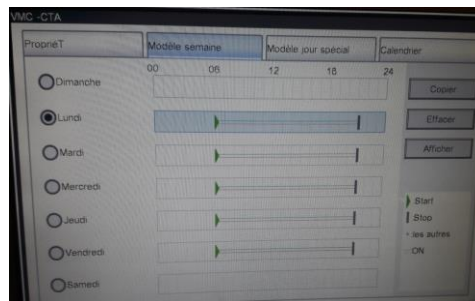 VMC -CTA
ProprieT
Modèle semaine
Modèle jour spécial
Calendrier
00 06 12 18 24
Dimanche
Lundi
Mardi
Mercredi
Jeudi
Vendredi
Samedi
Copier
Effacer
Afficher
Start
Stop
les autres
ON